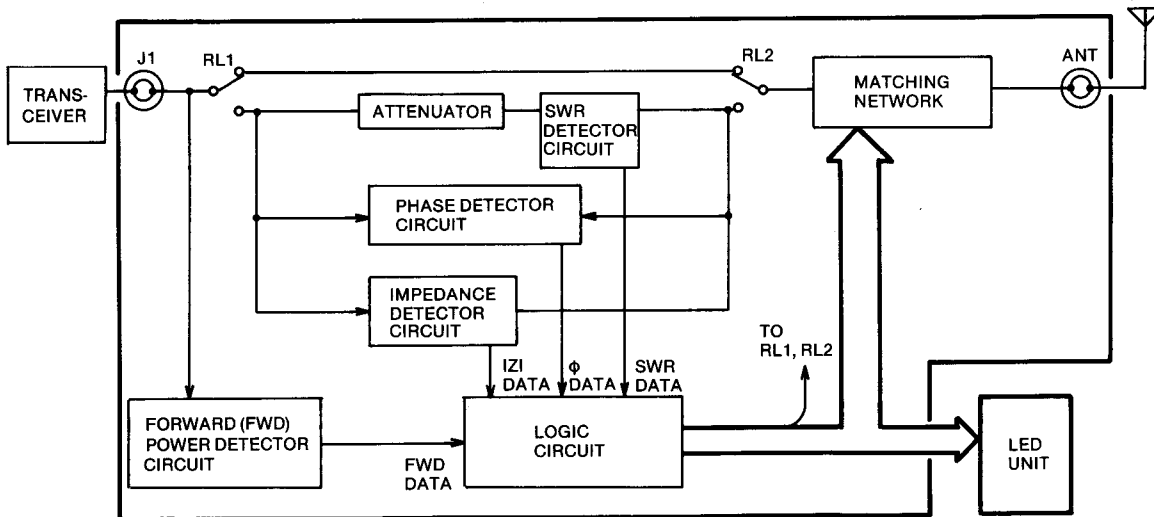 J1
RL1
RL2
ANT
TRANS-
CEIVER
ATTENUATOR
SWR
DETECTOR
CIRCUIT
MATCHING
NETWORK
PHASE DETECTOR
CIRCUIT
IMPEDANCE
DETECTOR
CIRCUIT
TO
RL1, RL2
IZI
DATA
ϕ
DATA
SWR
DATA
FORWARD (FWD)
POWER DETECTOR
CIRCUIT
FWD
DATA
LOGIC
CIRCUIT
LED
UNIT